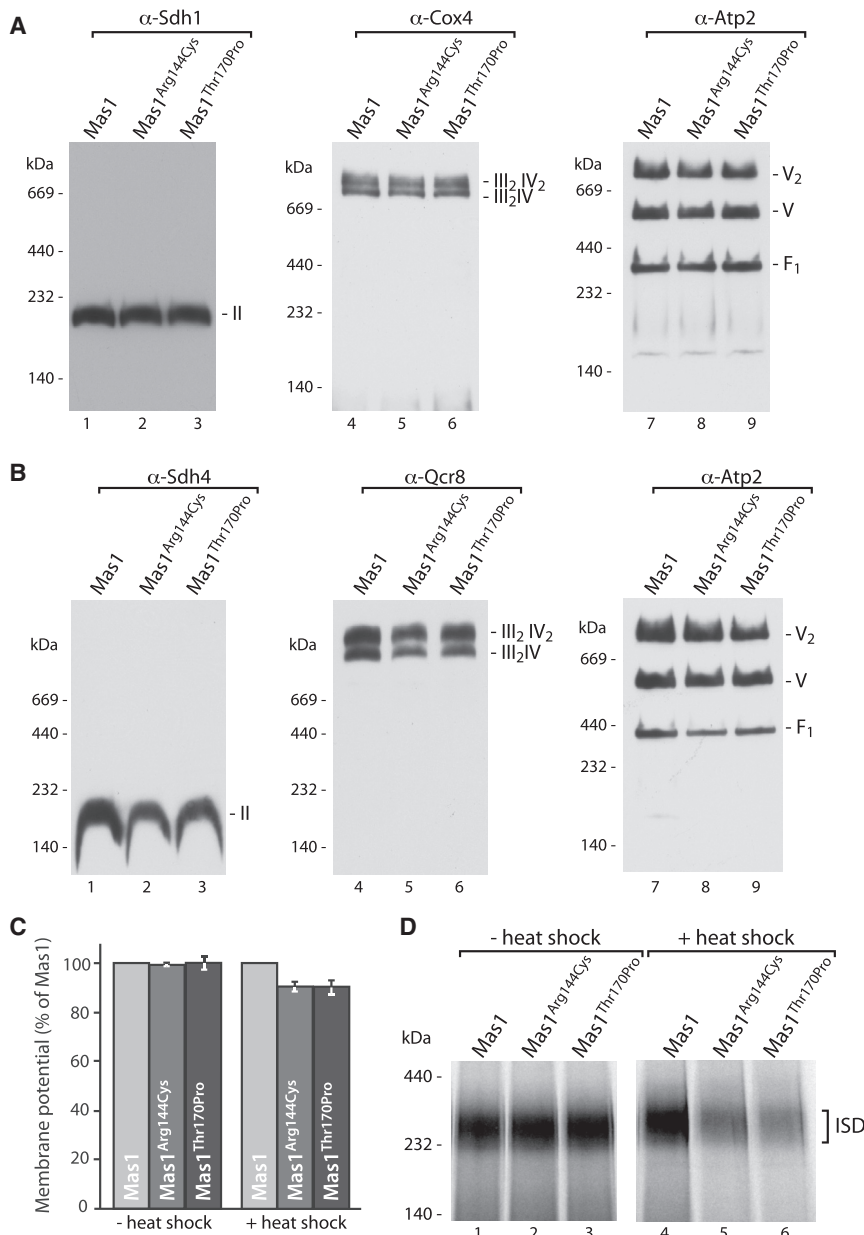 A
α-Sdh1
α-Cox4
α-Atp2
Mas1
Mas1Arg144Cys
Mas1Thr170Pro
Mas1
Mas1Arg144Cys
Mas1Thr170Pro
Mas1
Mas1Arg144Cys
Mas1Thr170Pro
kDa
669 -
440 -
232 -
140 -
- II
1 2 3
kDa
669 -
440 -
232 -
140 -
- III2 IV2
- III2IV
4 5 6
kDa
669 -
440 -
232 -
140 -
- V2
- V
- F1
7 8 9
B
α-Sdh4
α-Qcr8
α-Atp2
Mas1
Mas1Arg144Cys
Mas1Thr170Pro
Mas1
Mas1Arg144Cys
Mas1Thr170Pro
Mas1
Mas1Arg144Cys
Mas1Thr170Pro
kDa
669 -
440 -
232 -
140 -
- II
1 2 3
kDa
669 -
440 -
232 -
140 -
- III2 IV2
- III2IV
4 5 6
kDa
669 -
440 -
232 -
140 -
- V2
- V
- F1
7 8 9
C
Membrane potential (% of Mas1)
100
80
60
40
20
0
Mas1
Mas1Arg144Cys
Mas1Thr170Pro
Mas1
Mas1Arg144Cys
Mas1Thr170Pro
- heat shock
+ heat shock
D
- heat shock
+ heat shock
Mas1
Mas1Arg144Cys
Mas1Thr170Pro
Mas1
Mas1Arg144Cys
Mas1Thr170Pro
kDa
440 -
232 -
140 -
ISD
1 2 3 4 5 6